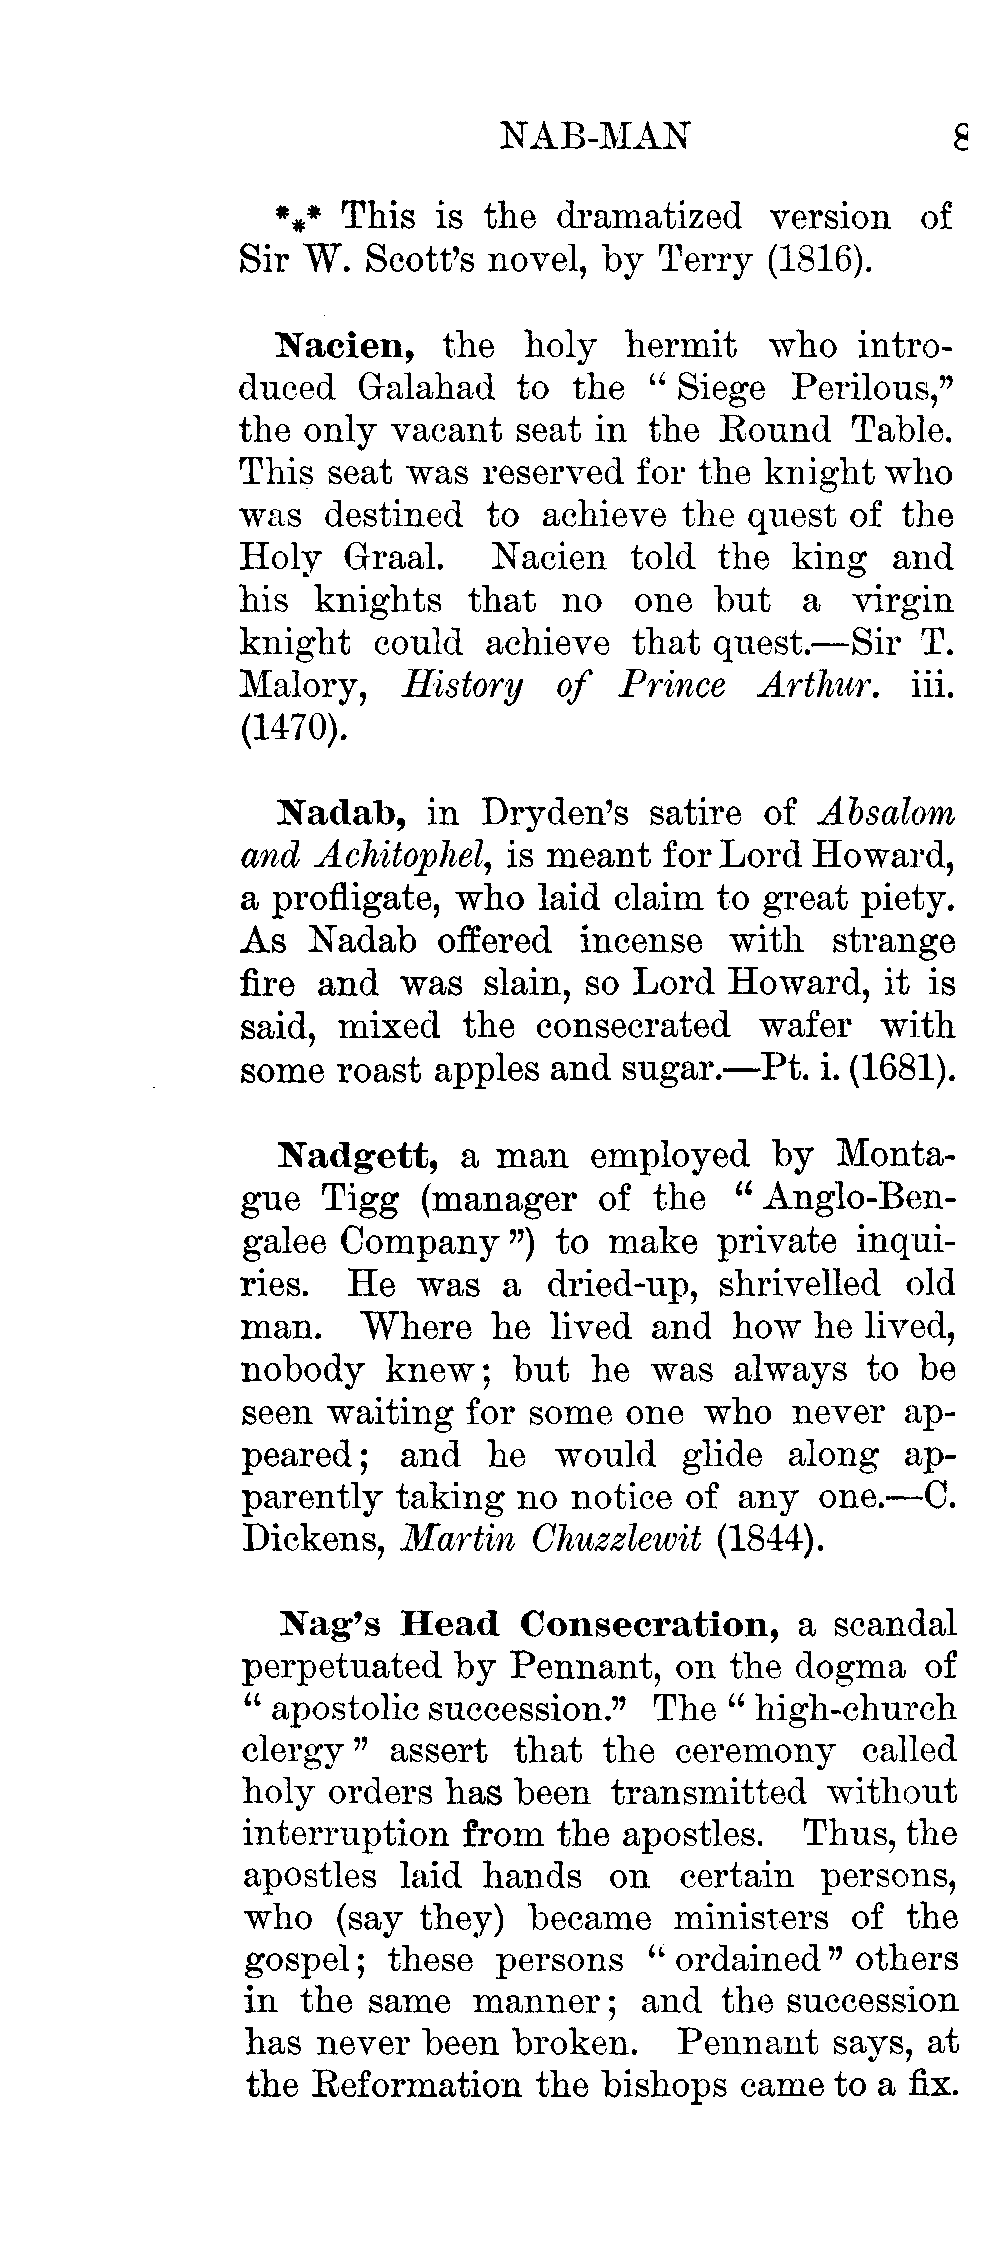 NAB-MAN
*⁎* This is the dramatized version of
Sir W. Scott's novel, by Terry (1816).
Nacien, the holy hermit who intro-
duced Galahad to the “ Siege Perilous,”
the only vacant seat in the Round Table.
This seat was reserved for the knight who
was destined to achieve the quest of the
Holy Graal. Nacien told the king and
his knights that no one but a virgin
knight could achieve that quest.—Sir T.
Malory, History of Prince Arthur. iii.
(1470).
Nadab, in Dryden's satire of Absalom
and Achitophel, is meant for Lord Howard,
a profligate, who laid claim to great piety.
As Nadab offered incense with strange
fire and was slain, so Lord Howard, it is
said, mixed the consecrated wafer with
some roast apples and sugar.—Pt. i. (1681).
Nadgett, a man employed by Monta-
gue Tigg (manager of the “ Anglo-Ben-
galee Company ”) to make private inqui-
ries. He was a dried-up, shrivelled old
man. Where he lived and how he lived,
nobody knew; but he was always to be
seen waiting for some one who never ap-
peared; and he would glide along ap-
parently taking no notice of any one.—C.
Dickens, Martin Chuzzlewit (1844).
Nag's Head Consecration, a scandal
perpetuated by Pennant, on the dogma of
“ apostolic succession.” The “ high-church
clergy ” assert that the ceremony called
holy orders has been transmitted without
interruption from the apostles. Thus, the
apostles laid hands on certain persons,
who (say they) became ministers of the
gospel; these persons “ ordained ” others
in the same manner; and the succession
has never been broken. Pennant says, at
the Reformation the bishops came to a fix.